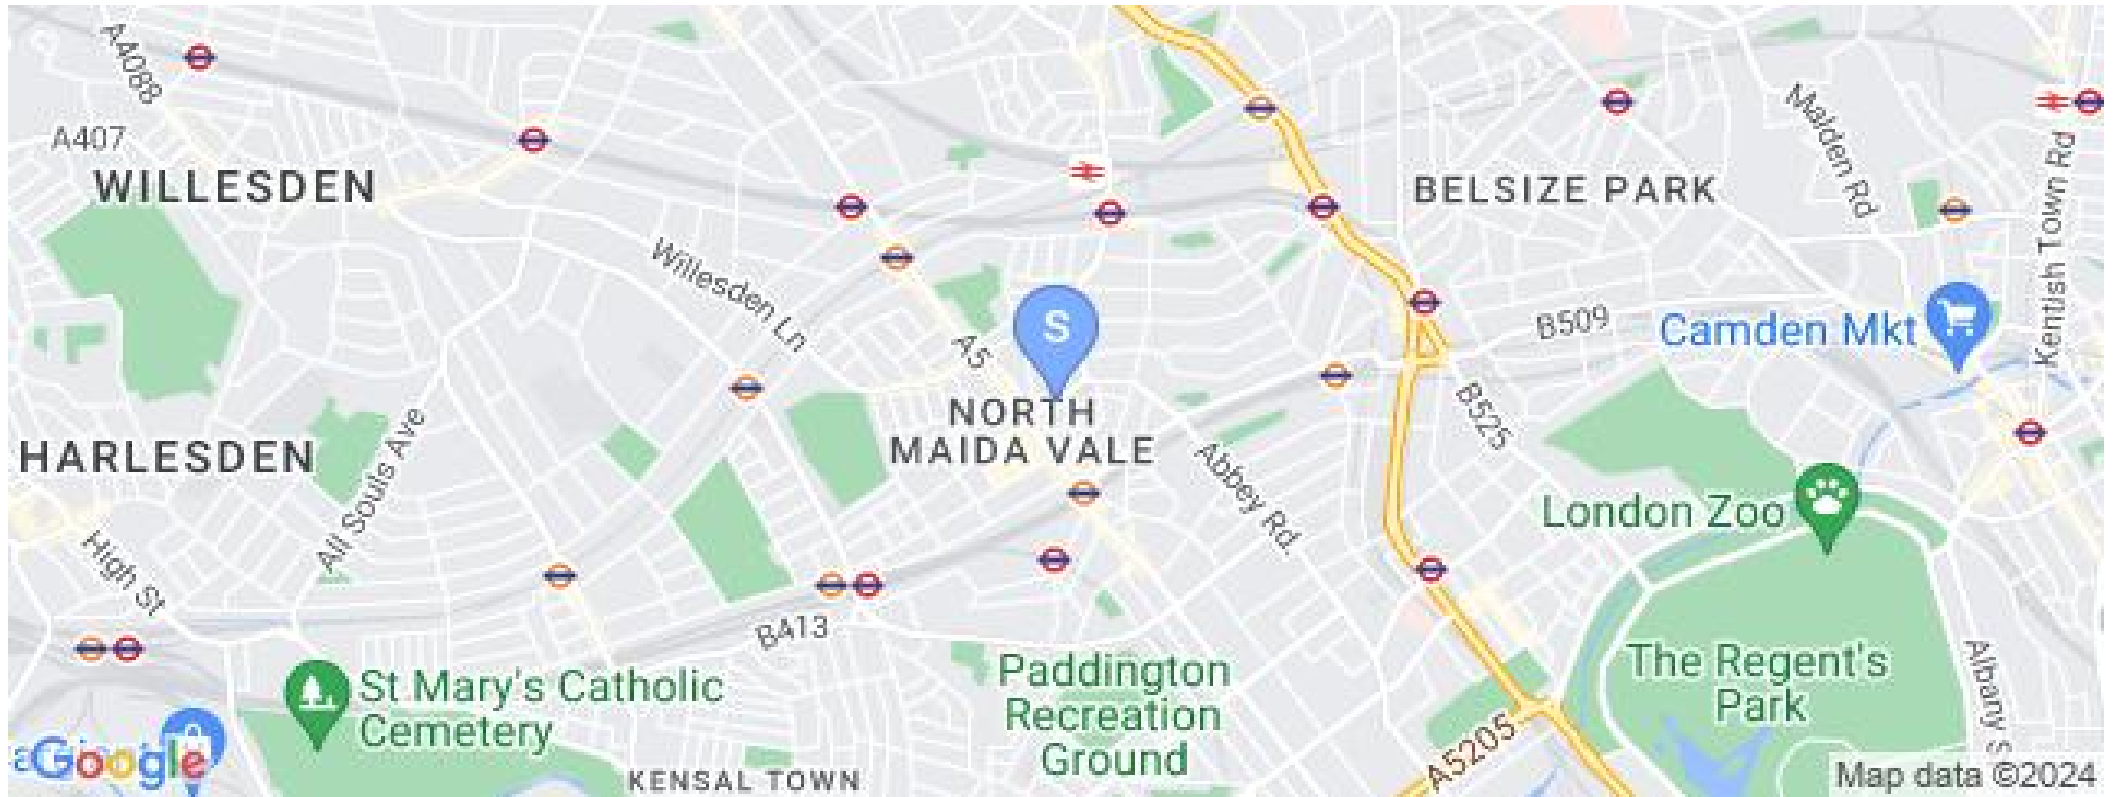 A4088
A407
WILLESDEN
Willesden Ln
BELSIZE PARK
Malden Rd
Kentish Town Rd
S
A5
B509
Camden Mkt
NORTH
MAIDA VALE
B525
HARLESDEN
All Souls Ave
Abbey Rd.
London Zoo
High St
B413
St Mary's Catholic
Cemetery
Paddington
Recreation
Ground
The Regent's
Park
Albany S
A5205
Google
KENSAL TOWN
Map data ©2024